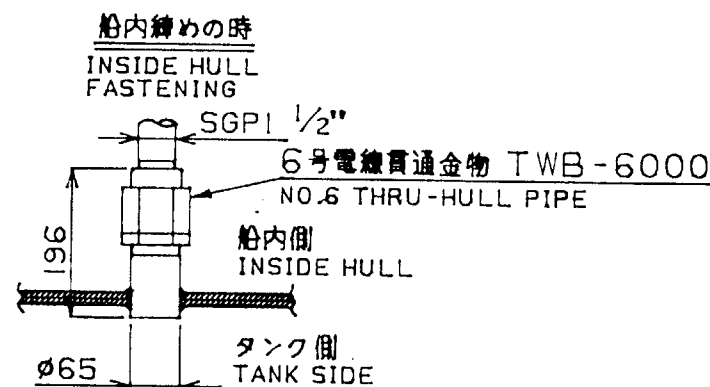 船内締めの時
INSIDE HULL
FASTENING
SGP1 1/2"
6号電線貫通金物 TWB-6000
NO.6 THRU-HULL PIPE
196
船内側
INSIDE HULL
タンク側
TANK SIDE
ø65